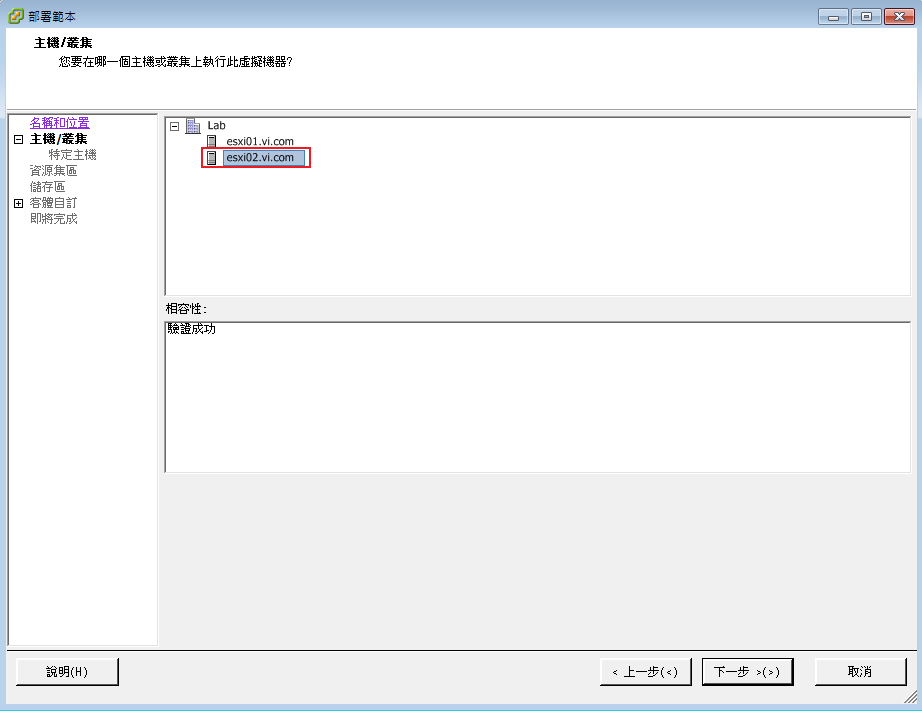 部署範本
主機/叢集
您要在哪一個主機或叢集上執行此虛擬機器?
名稱和位置
主機/叢集
特定主機
資源集區
儲存區
客體自訂
即將完成
Lab
esxi01.vi.com
esxi02.vi.com
相容性:
驗證成功
說明(H)
< 上一步(<)
下一步 >(>)
取消